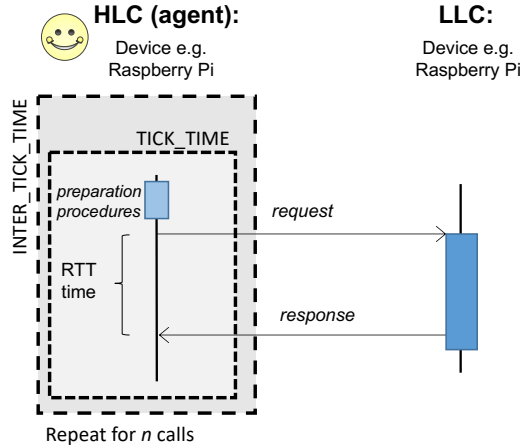 HLC (agent):
Device e.g.
Raspberry Pi
LLC:
Device e.g.
Raspberry Pi
INTER_TICK_TIME
TICK_TIME
preparation
procedures
request
RTT
time
response
Repeat for n calls